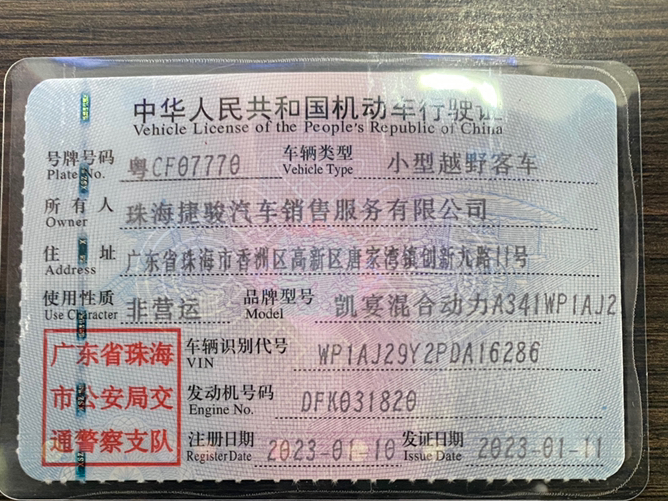 中华人民共和国机动车行驶证
Vehicle License of the People's Republic of China
号牌号码 粤CF07770 车辆类型 小型越野客车
Plate No. Vehicle Type
所有人 珠海捷骏汽车销售服务有限公司
Owner
住址 广东省珠海市香洲区高新区唐家湾镇创新九路11号
Address
使用性质 非营运 品牌型号 凯宴混合动力A341WP1AJ2
Use Character Model
广东省珠海
市公安局交
通警察支队
车辆识别代号 WP1AJ29Y2PDA16286
VIN
发动机号码 DFK031820
Engine No.
注册日期 2023-01-10 发证日期 2023-01-11
Register Date Issue Date